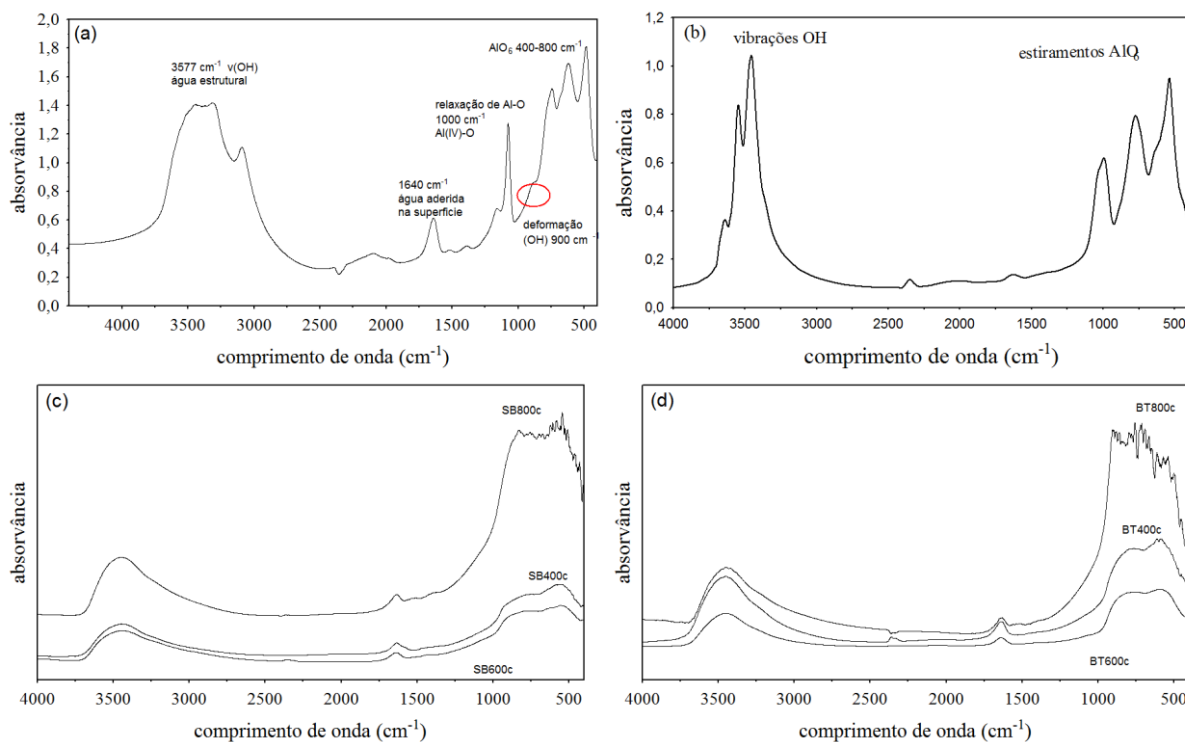 (a)
2,0
1,8
1,6
1,4
1,2
1,0
0,8
0,6
0,4
0,2
0,0
absorvância
3577 cm-1 v(OH)
água estrutural
AlO6 400-800 cm-1
relaxação de Al-O
1000 cm-1
Al(IV)-O
1640 cm-1
água aderida
na superficie
deformação
(OH) 900 cm-1
4000 3500 3000 2500 2000 1500 1000 500
comprimento de onda (cm-1)
(b)
1,2
1,0
0,8
0,6
0,4
0,2
0,0
absorvância
vibrações OH
estiramentos AlO6
4000 3500 3000 2500 2000 1500 1000 500
comprimento de onda (cm-1)
(c)
absorvância
SB800c
SB400c
SB600c
4000 3500 3000 2500 2000 1500 1000 500
comprimento de onda (cm-1)
(d)
absorvância
BT800c
BT400c
BT600c
4000 3500 3000 2500 2000 1500 1000 500
comprimento de onda (cm-1)